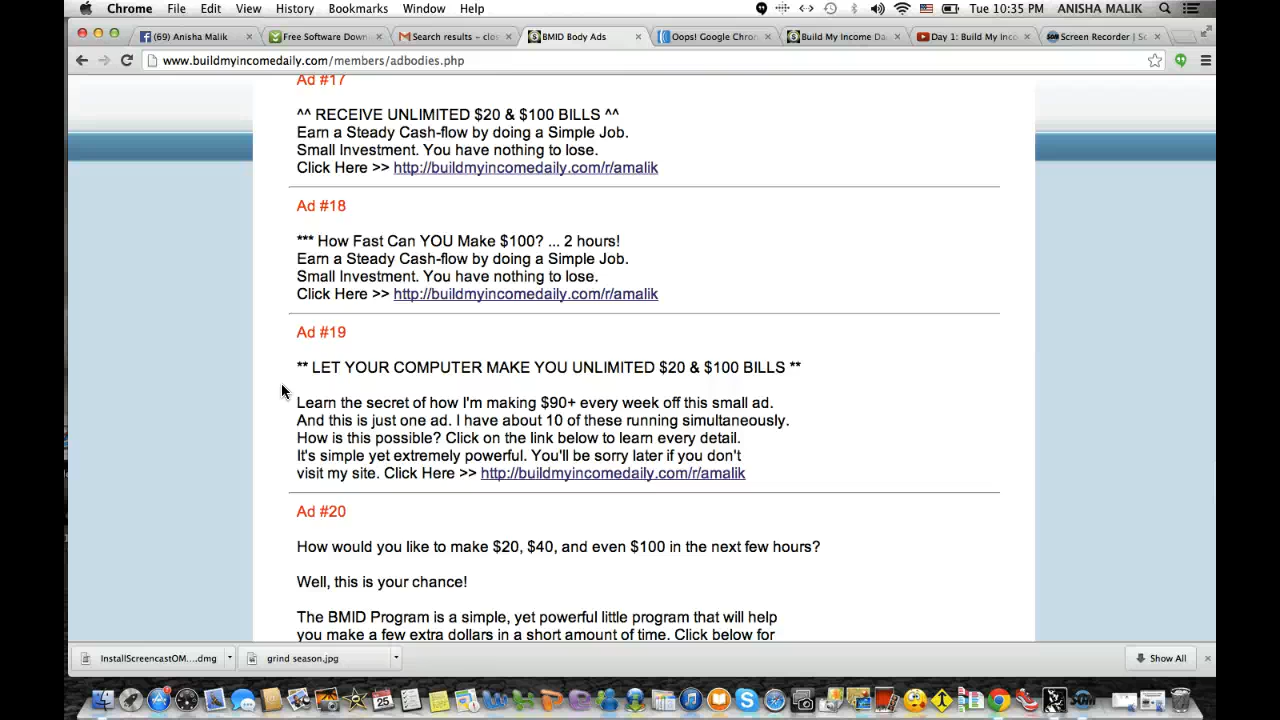 Chrome File Edit View History Bookmarks Window Help Tue 10:35 PM ANISHA MALIK
(69) Anisha Malik
Free Software Down
Search results – clos
BMID Body Ads
Oops! Google Chrom
Build My Income Da
Day 1: Build My Inco
Screen Recorder | Sc
www.buildmyincomedaily.com/members/adbodies.php
Ad #17
^^ RECEIVE UNLIMITED $20 & $100 BILLS ^^
Earn a Steady Cash-flow by doing a Simple Job.
Small Investment. You have nothing to lose.
Click Here >> http://buildmyincomedaily.com/r/amalik
Ad #18
*** How Fast Can YOU Make $100? ... 2 hours!
Earn a Steady Cash-flow by doing a Simple Job.
Small Investment. You have nothing to lose.
Click Here >> http://buildmyincomedaily.com/r/amalik
Ad #19
** LET YOUR COMPUTER MAKE YOU UNLIMITED $20 & $100 BILLS **
Learn the secret of how I'm making $90+ every week off this small ad.
And this is just one ad. I have about 10 of these running simultaneously.
How is this possible? Click on the link below to learn every detail.
It's simple yet extremely powerful. You'll be sorry later if you don't
visit my site. Click Here >> http://buildmyincomedaily.com/r/amalik
Ad #20
How would you like to make $20, $40, and even $100 in the next few hours?
Well, this is your chance!
The BMID Program is a simple, yet powerful little program that will help
you make a few extra dollars in a short amount of time. Click below for
InstallScreencastOM....dmg
grind season.jpg
Show All
25